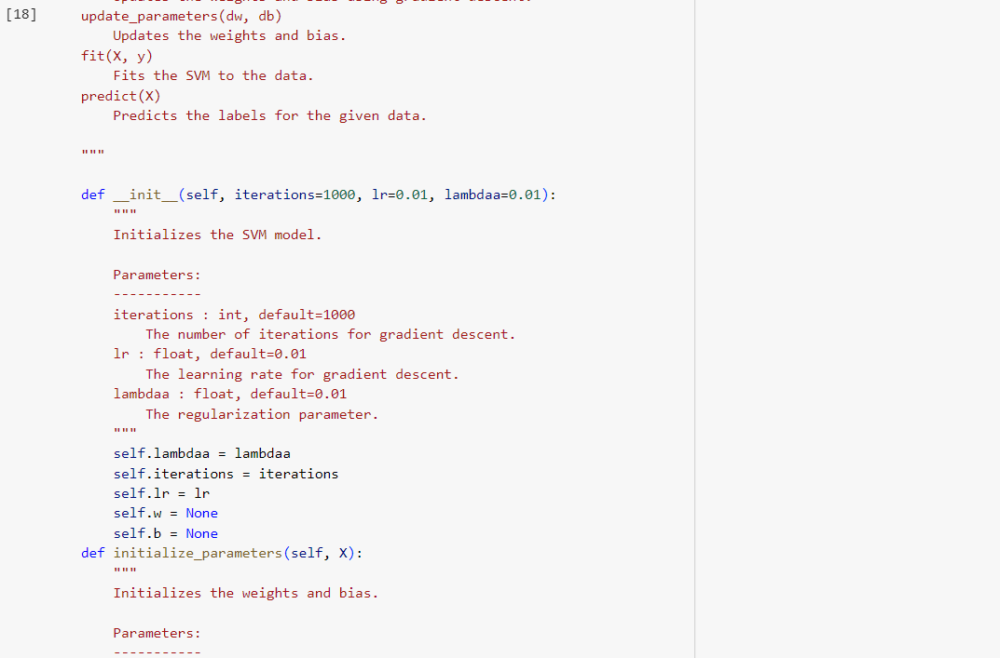 [18]
update_parameters(dw, db)
Updates the weights and bias.
fit(X, y)
Fits the SVM to the data.
predict(X)
Predicts the labels for the given data.
"""
def __init__(self, iterations=1000, lr=0.01, lambdaa=0.01):
"""
Initializes the SVM model.
Parameters:
-----------
iterations : int, default=1000
The number of iterations for gradient descent.
lr : float, default=0.01
The learning rate for gradient descent.
lambdaa : float, default=0.01
The regularization parameter.
"""
self.lambdaa = lambdaa
self.iterations = iterations
self.lr = lr
self.w = None
self.b = None
def initialize_parameters(self, X):
"""
Initializes the weights and bias.
Parameters:
-----------